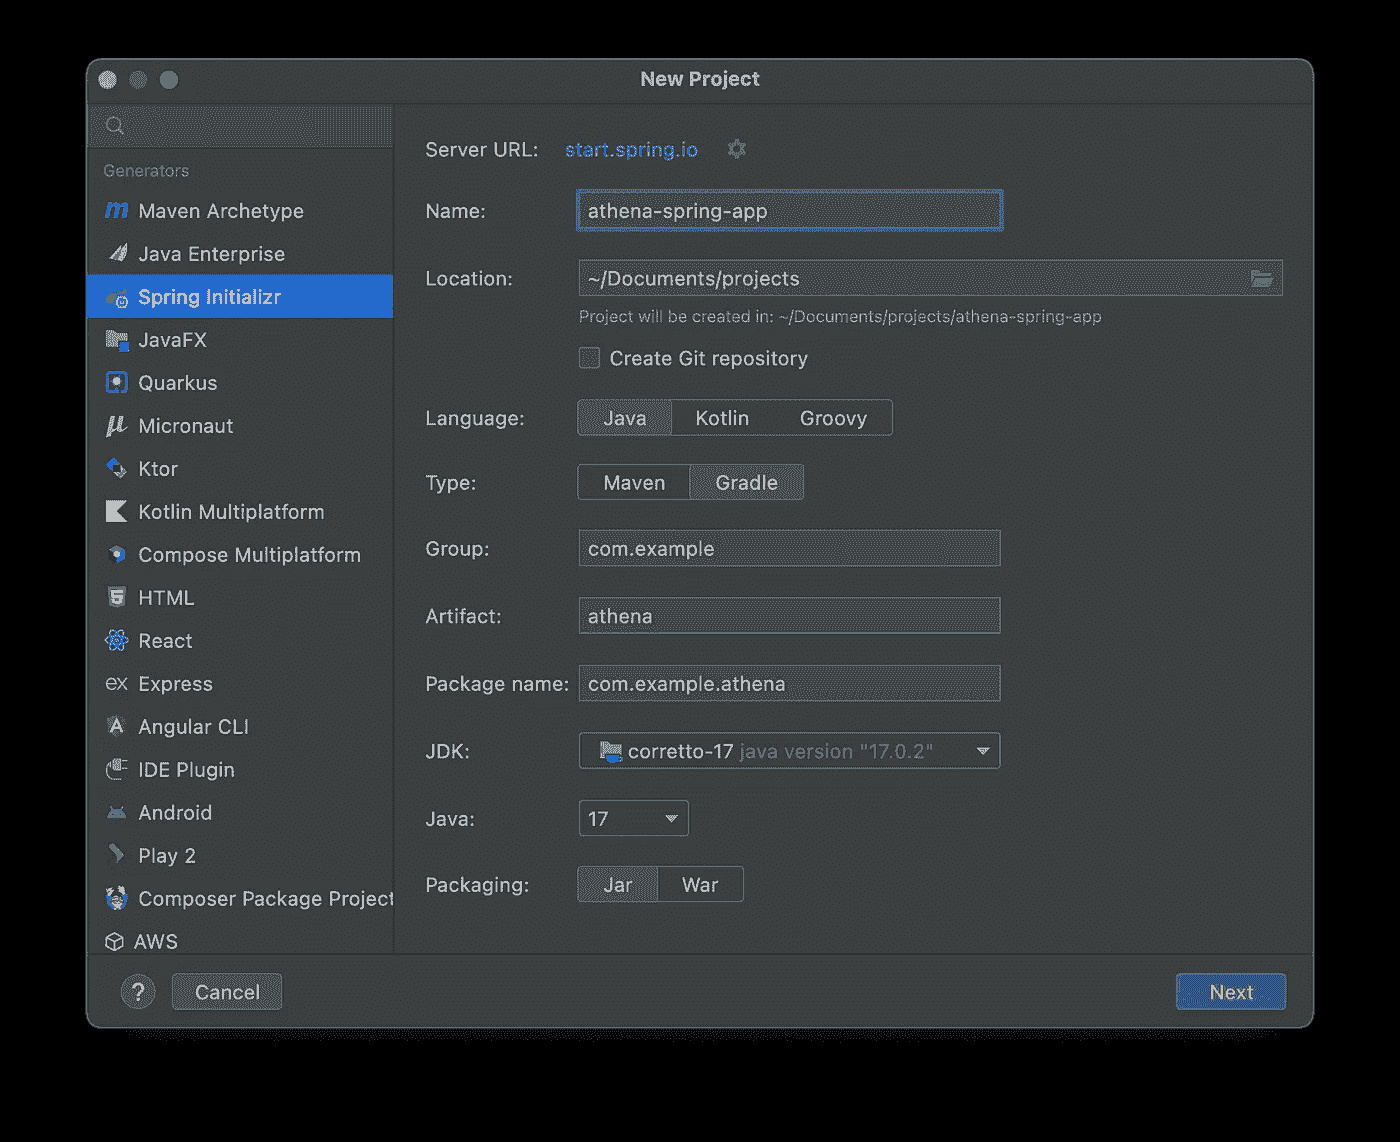 New Project
Generators
Maven Archetype
Java Enterprise
Spring Initializr
JavaFX
Quarkus
Micronaut
Ktor
Kotlin Multiplatform
Compose Multiplatform
HTML
React
ex Express
Angular CLI
IDE Plugin
Android
Play 2
Composer Package Project
AWS
Server URL: start.spring.io
Name: athena-spring-app
Location: ~/Documents/projects
Project will be created in: ~/Documents/projects/athena-spring-app
Create Git repository
Language: Java Kotlin Groovy
Type: Maven Gradle
Group: com.example
Artifact: athena
Package name: com.example.athena
JDK: corretto-17 java version "17.0.2"
Java: 17
Packaging: Jar War
? Cancel Next